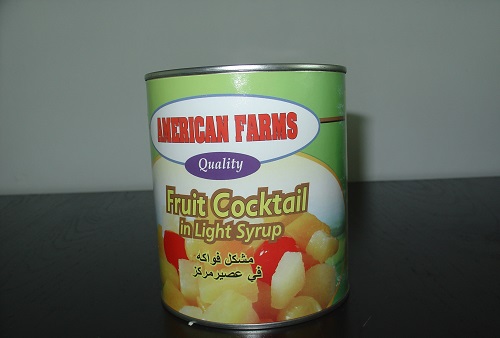 AMERICAN FARMS
Quality
Fruit Cocktail
in Light Syrup
مشكل فواكه
في عصير مركز